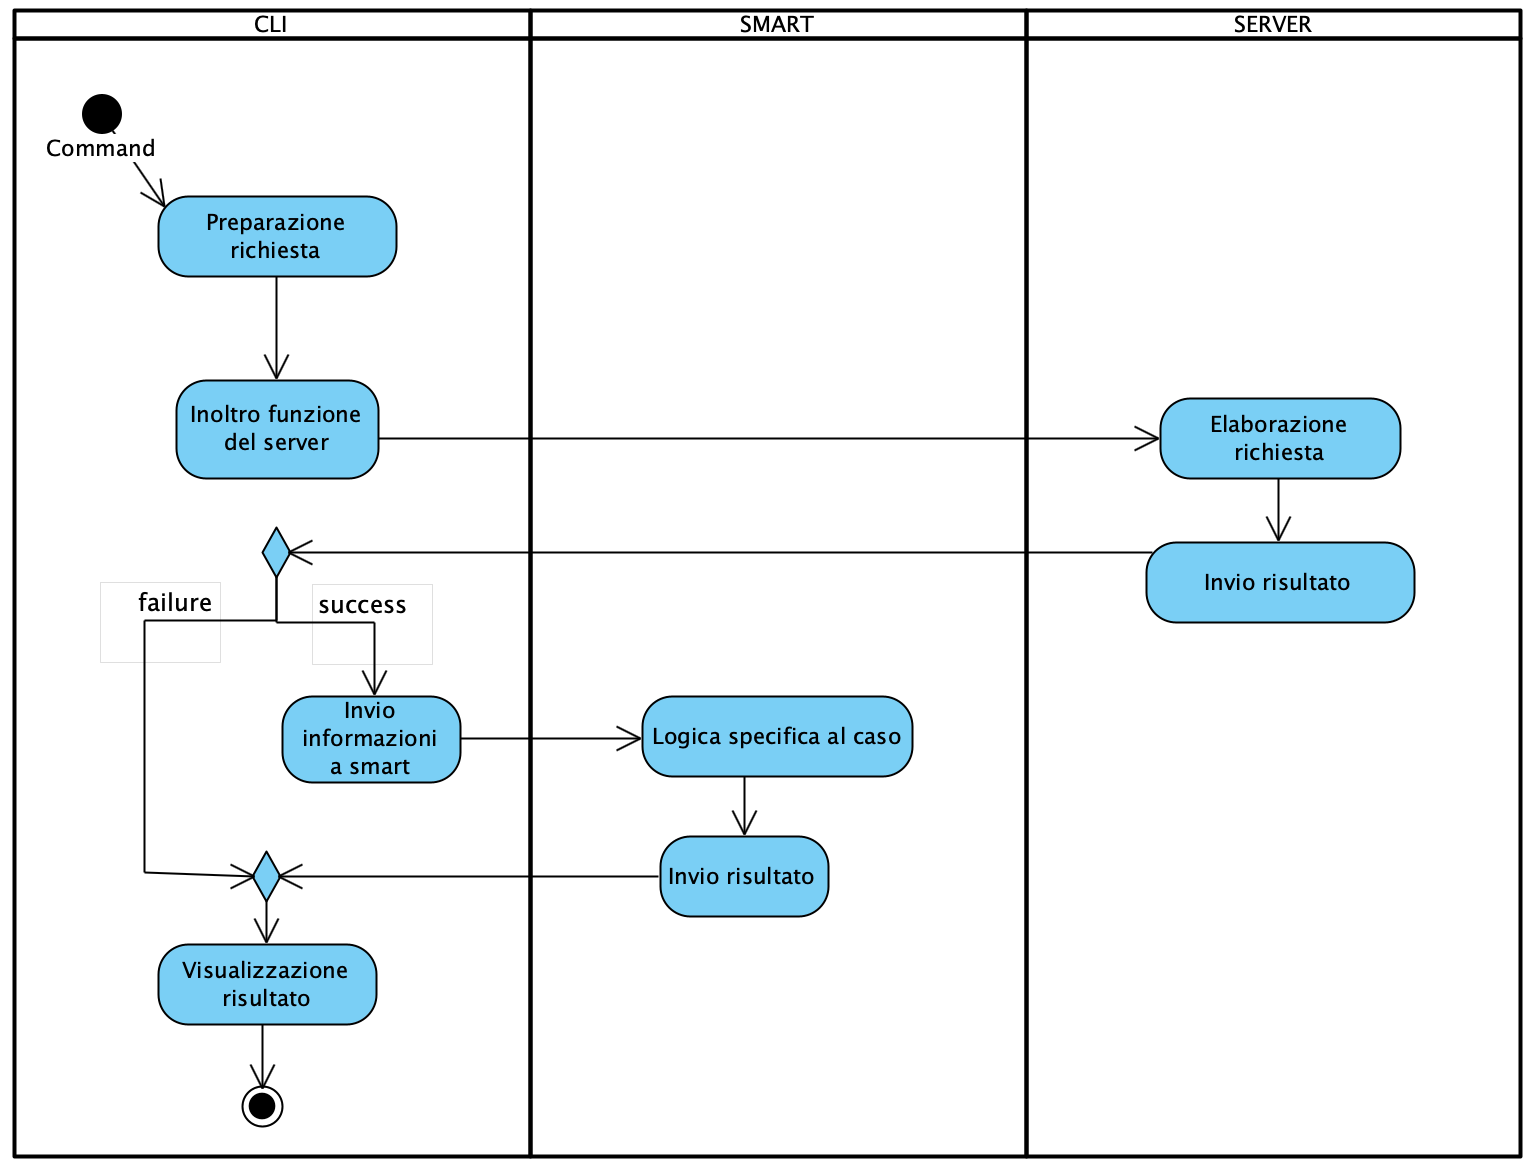 CLI
SMART
SERVER
Command
Preparazione
richiesta
Inoltro funzione
del server
Elaborazione
richiesta
Invio risultato
failure
success
Invio
informazioni
a smart
Logica specifica al caso
Invio risultato
Visualizzazione
risultato